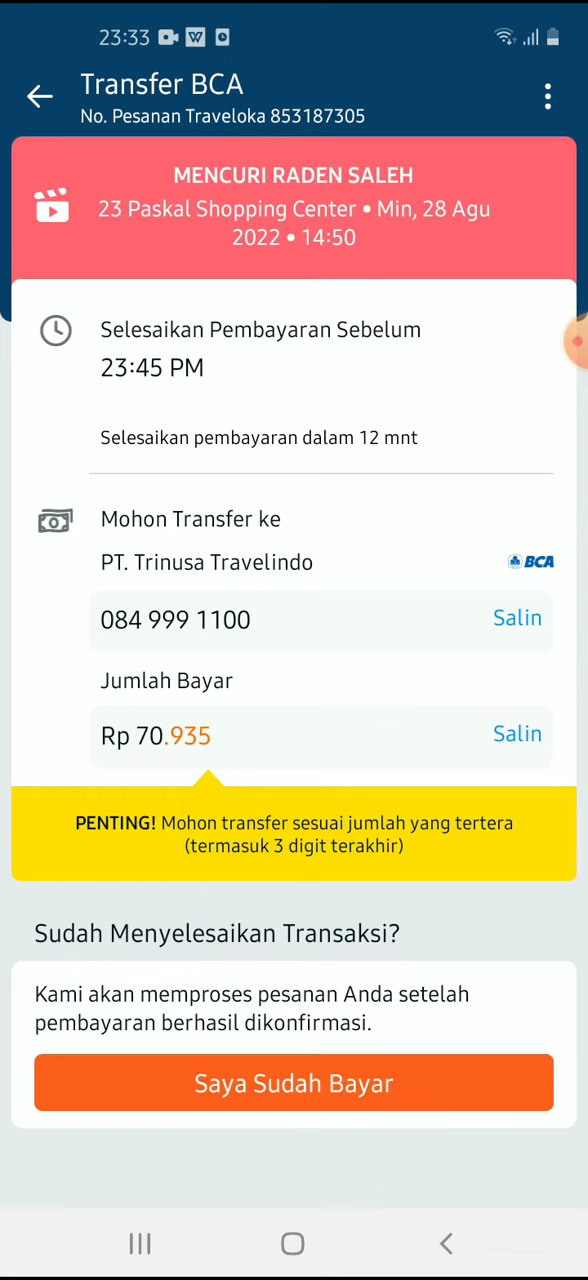 23:33
Transfer BCA
No. Pesanan Traveloka 853187305
MENCURI RADEN SALEH
23 Paskal Shopping Center • Min, 28 Agu
2022 • 14:50
Selesaikan Pembayaran Sebelum
23:45 PM
Selesaikan pembayaran dalam 12 mnt
Mohon Transfer ke
PT. Trinusa Travelindo BCA
084 999 1100 Salin
Jumlah Bayar
Rp 70.935 Salin
PENTING! Mohon transfer sesuai jumlah yang tertera
(termasuk 3 digit terakhir)
Sudah Menyelesaikan Transaksi?
Kami akan memproses pesanan Anda setelah
pembayaran berhasil dikonfirmasi.
Saya Sudah Bayar